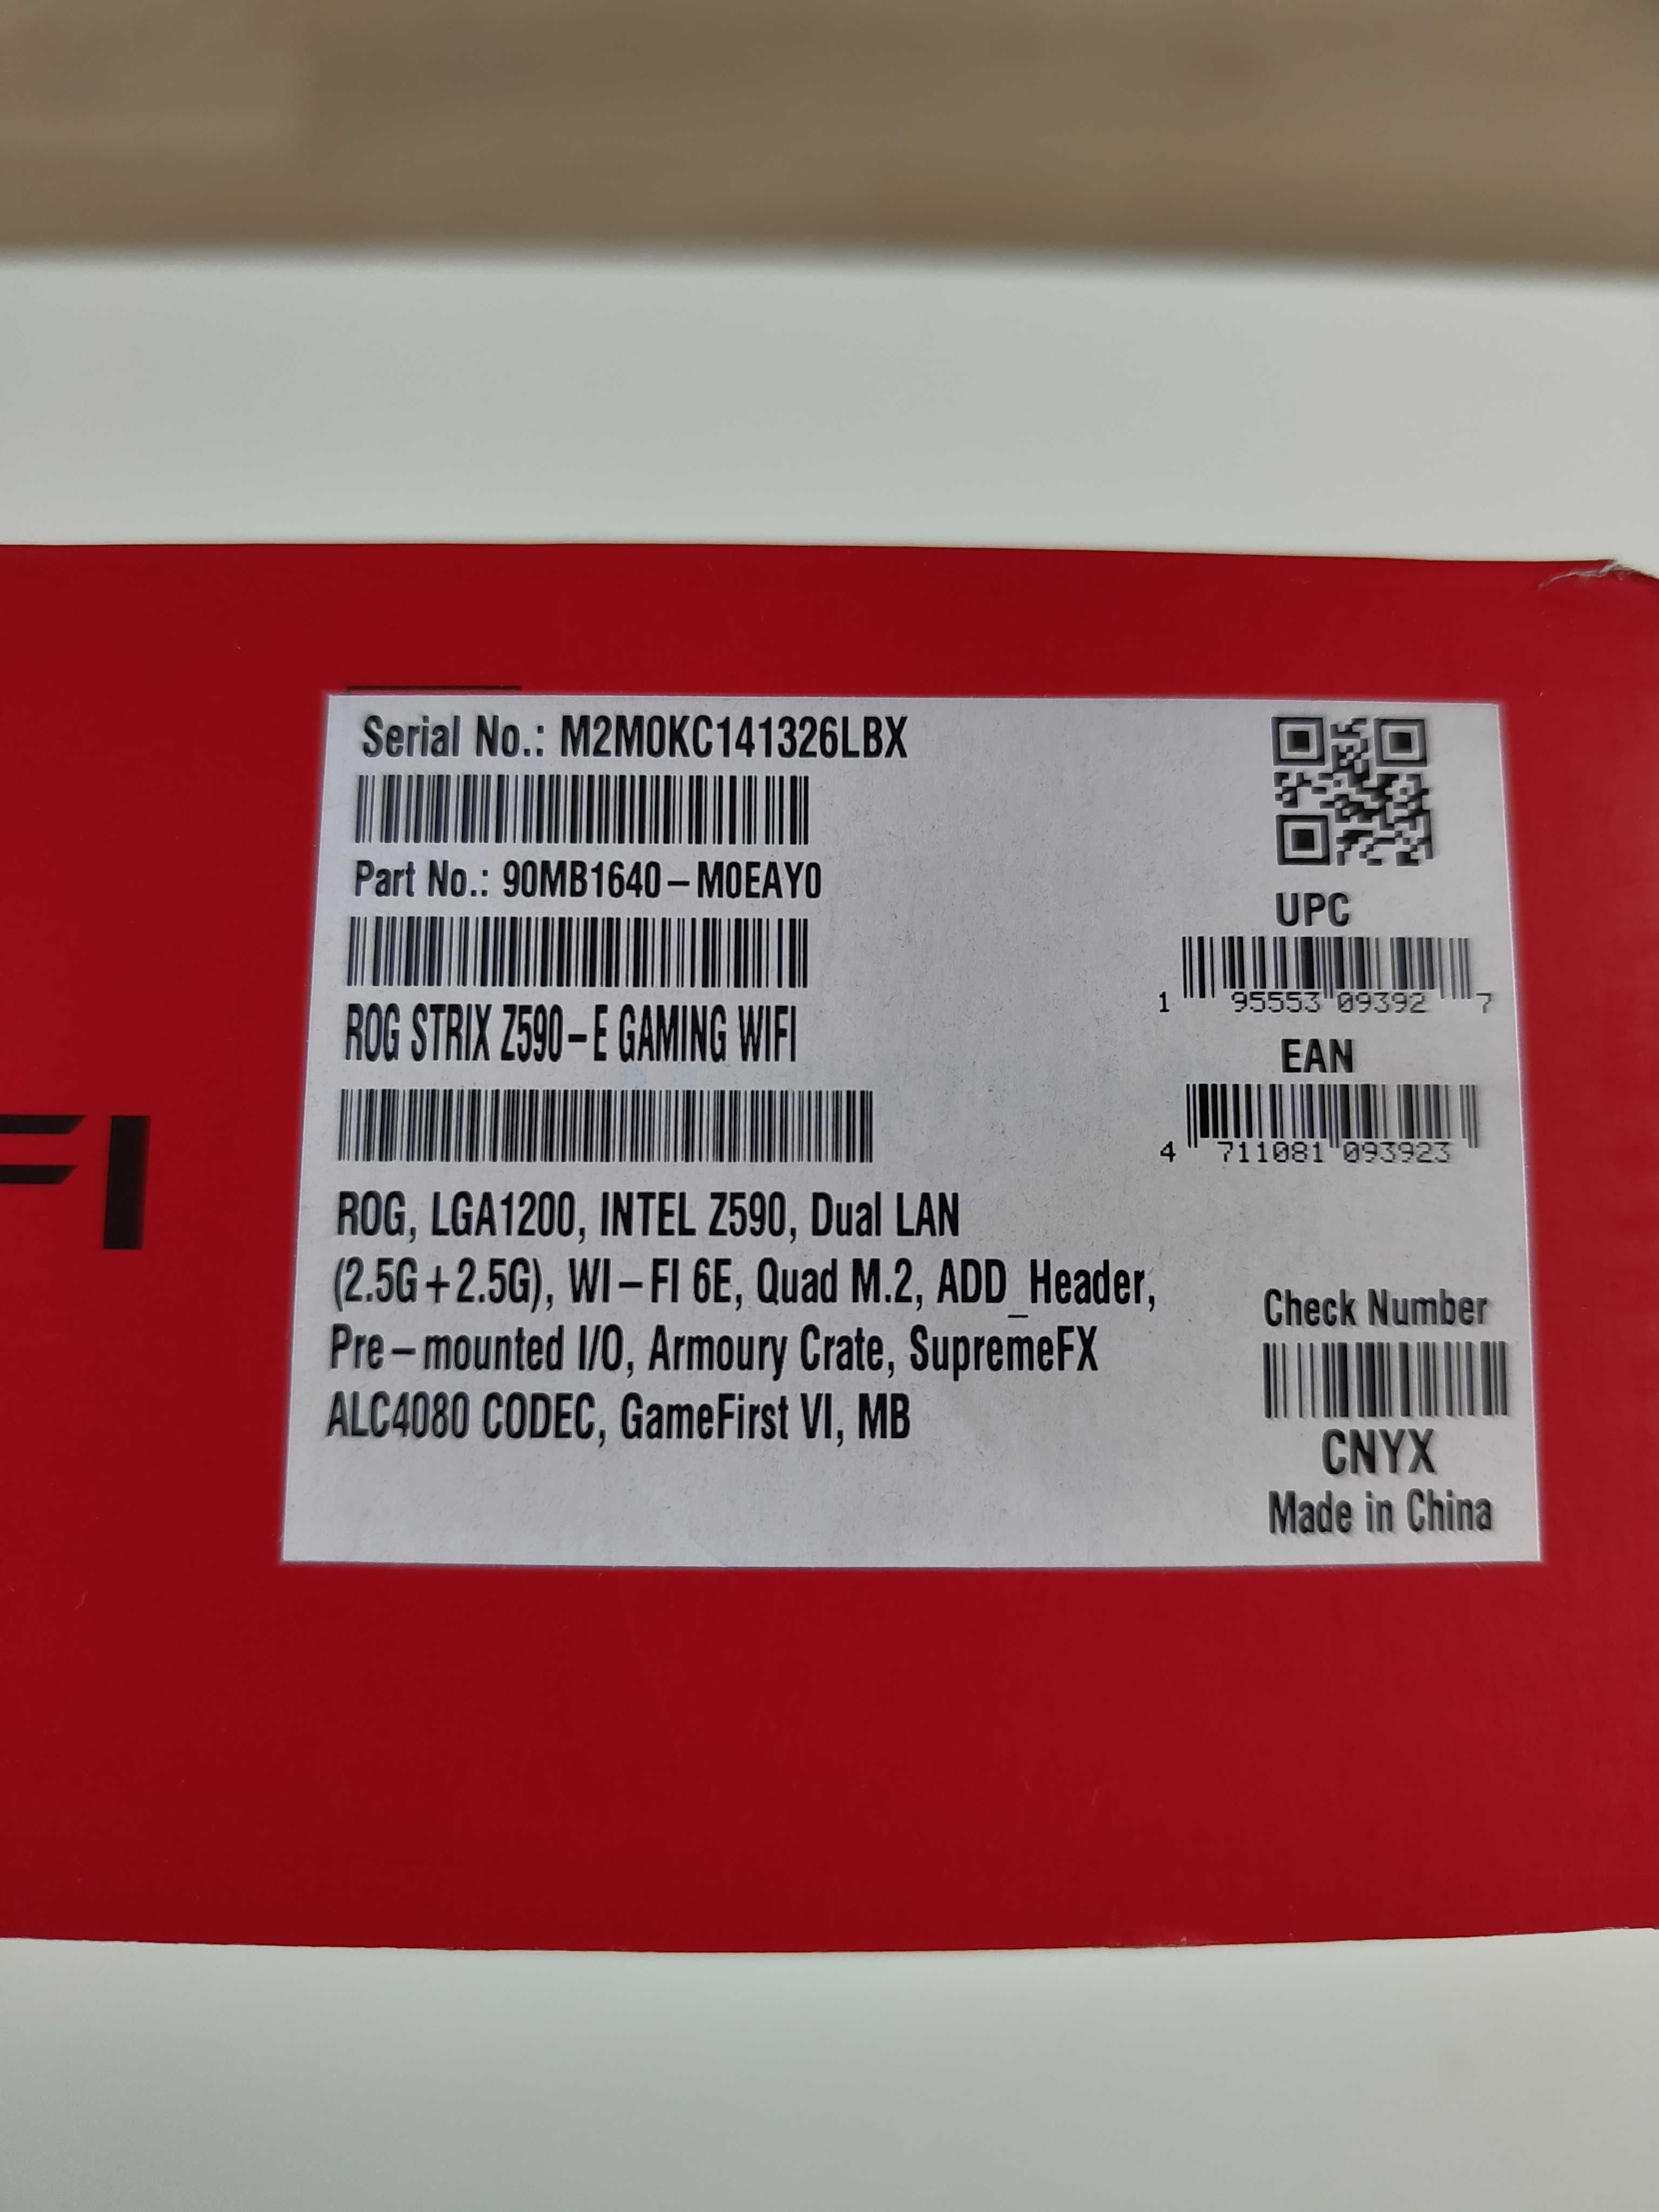 Serial No.: M2M0KC141326LBX
Part No.: 90MB1640-M0EAY0
ROG STRIX Z590-E GAMING WIFI
ROG, LGA1200, INTEL Z590, Dual LAN
(2.5G+2.5G), WI-FI 6E, Quad M.2, ADD_Header,
Pre-mounted I/O, Armoury Crate, SupremeFX
ALC4080 CODEC, GameFirst VI, MB
UPC
1 95553 09392 7
EAN
4 711081 093923
Check Number
CNYX
Made in China
FI